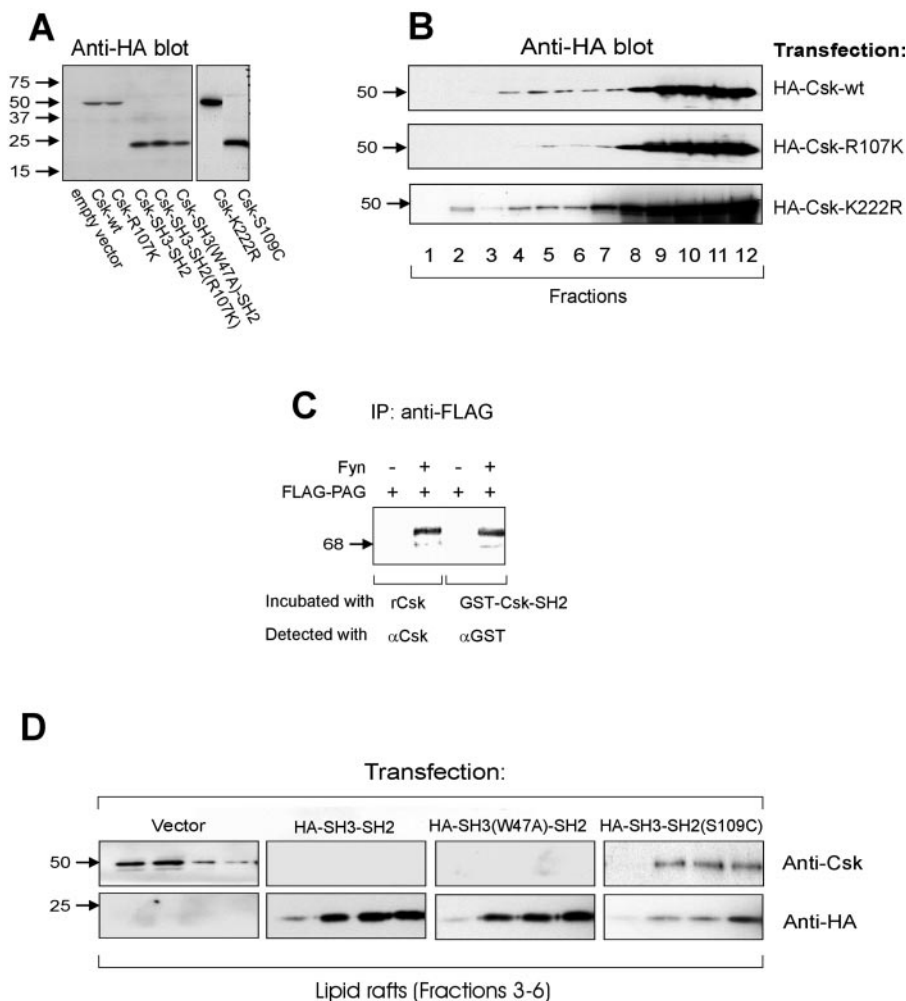 A
Anti-HA blot
75
50
37
25
15
empty vector
Csk-wt
Csk-R107K
Csk-SH3-SH2
Csk-SH3-SH2(R107K)
Csk-SH3(W47A)-SH2
Csk-K222R
Csk-S109C
B
Anti-HA blot
Transfection:
50
HA-Csk-wt
50
HA-Csk-R107K
50
HA-Csk-K222R
1 2 3 4 5 6 7 8 9 10 11 12
Fractions
C
IP: anti-FLAG
Fyn - + - +
FLAG-PAG + + + +
68
Incubated with rCsk GST-Csk-SH2
Detected with αCsk αGST
D
Transfection:
Vector HA-SH3-SH2 HA-SH3(W47A)-SH2 HA-SH3-SH2(S109C)
50 Anti-Csk
25 Anti-HA
Lipid rafts (Fractions 3-6)